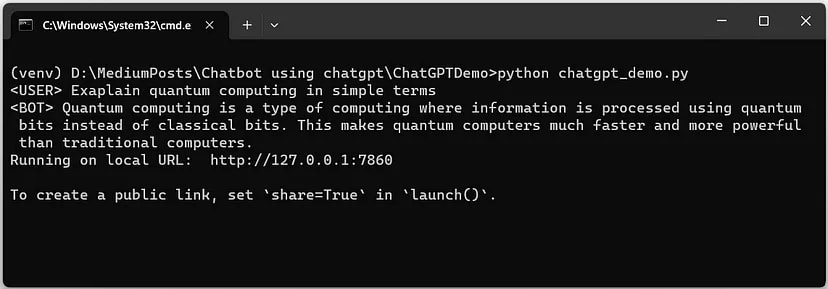 C:\Windows\System32\cmd.e
(venv) D:\MediumPosts\Chatbot using chatgpt\ChatGPTDemo>python chatgpt_demo.py
<USER> Exaplain quantum computing in simple terms
<BOT> Quantum computing is a type of computing where information is processed using quantum
bits instead of classical bits. This makes quantum computers much faster and more powerful
than traditional computers.
Running on local URL:  http://127.0.0.1:7860
To create a public link, set `share=True` in `launch()`.